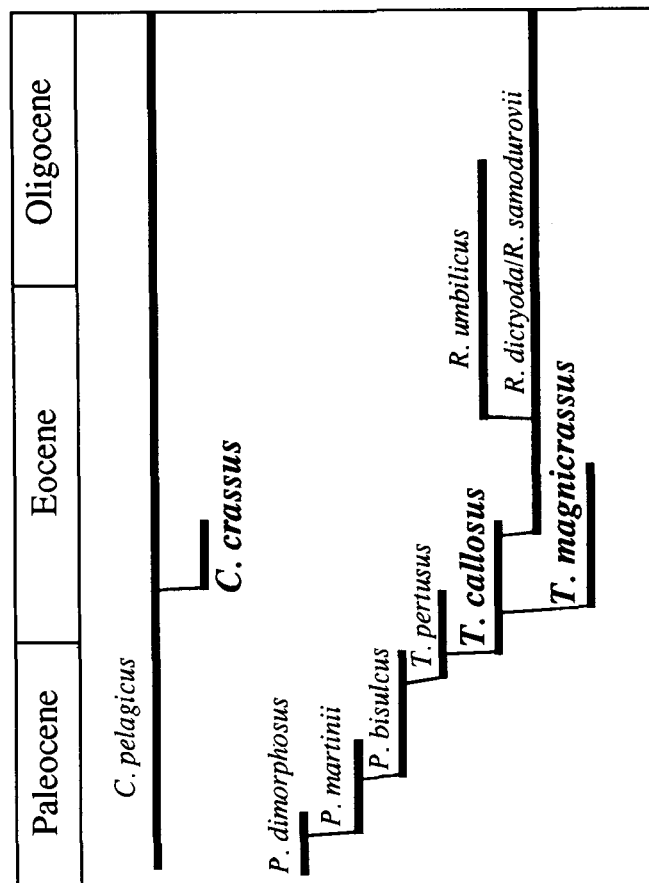 Oligocene
Eocene
Paleocene
C. pelagicus
C. crassus
P. dimorphosus
P. martinii
P. bisulcus
T. pertusus
T. callosus
T. magnicrassus
R. umbilicus
R. dictyoda/R. samodurovii